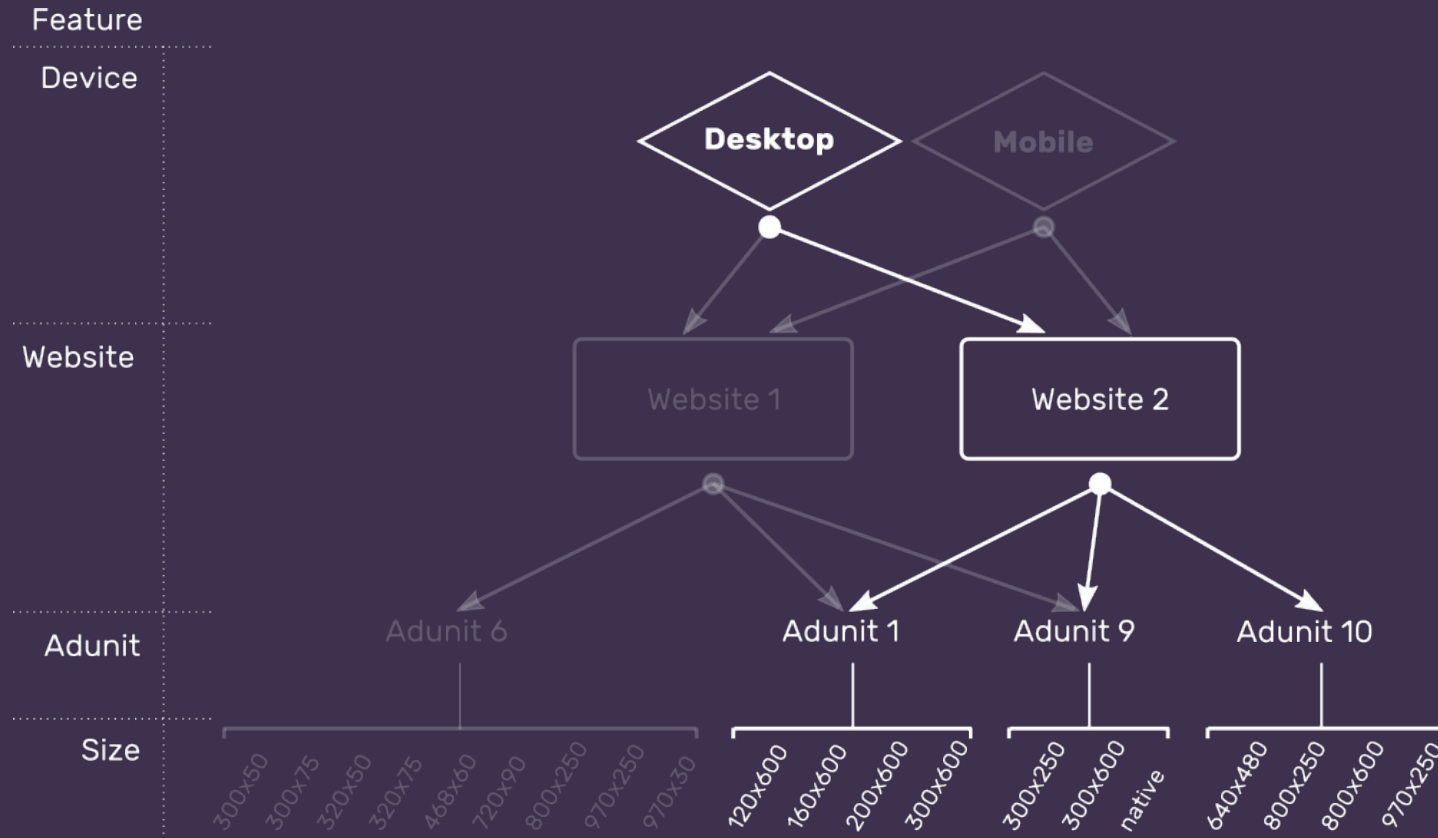 Feature
Device
Desktop
Mobile
Website
Website 1
Website 2
Adunit
Adunit 6
Adunit 1
Adunit 9
Adunit 10
Size
300x50
300x75
320x50
320x75
468x60
720x90
800x250
970x250
970x30
120x600
160x600
200x600
300x600
300x250
300x600
native
640x480
800x250
800x600
970x250